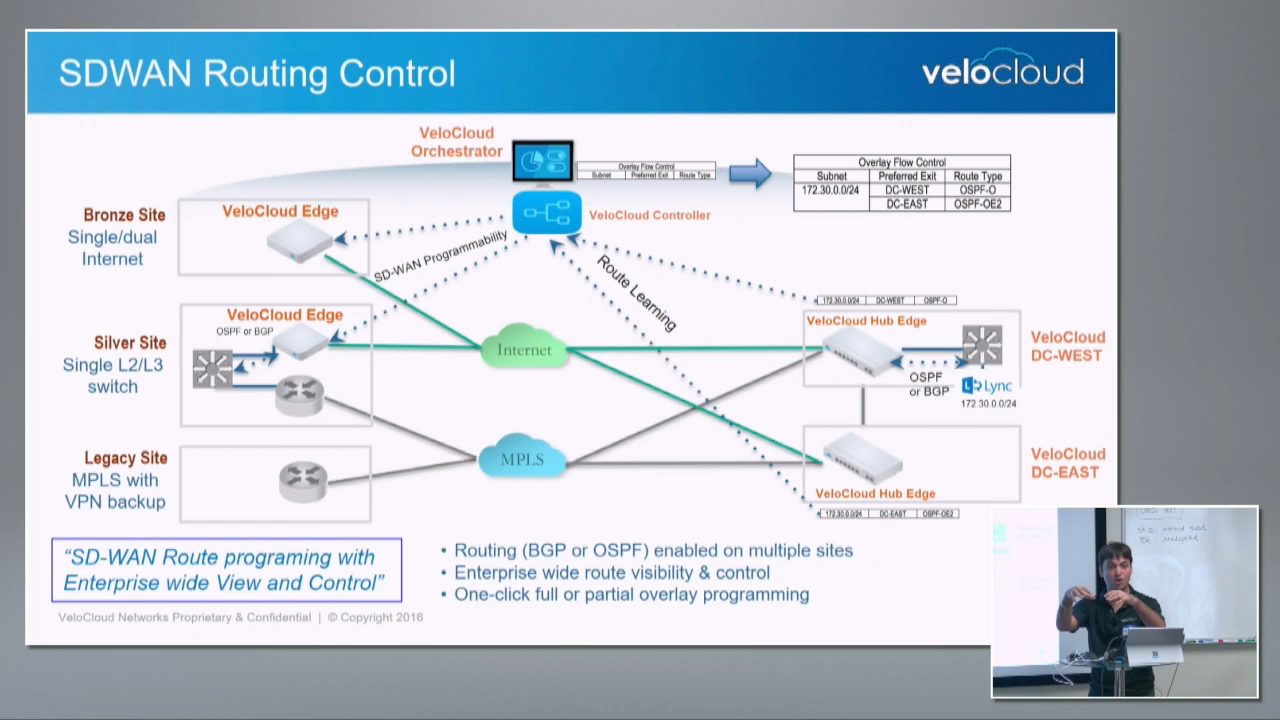 SDWAN Routing Control
velocloud
VeloCloud
Orchestrator
Overlay Flow Control
Subnet Preferred Exit Route Type
Overlay Flow Control
Subnet Preferred Exit Route Type
172.30.0.0/24 DC-WEST OSPF-O
DC-EAST OSPF-OE2
VeloCloud Controller
Bronze Site
Single/dual
Internet
VeloCloud Edge
SD-WAN Programmability
Route Learning
Silver Site
Single L2/L3
switch
VeloCloud Edge
OSPF or BGP
Internet
172.30.0.0/24 DC-WEST OSPF-O
VeloCloud Hub Edge
OSPF
or BGP
Lync
172.30.0.0/24
VeloCloud
DC-WEST
Legacy Site
MPLS with
VPN backup
MPLS
VeloCloud Hub Edge
172.30.0.0/24 DC-EAST OSPF-OE2
VeloCloud
DC-EAST
“SD-WAN Route programing with
Enterprise wide View and Control”
• Routing (BGP or OSPF) enabled on multiple sites
• Enterprise wide route visibility & control
• One-click full or partial overlay programming
VeloCloud Networks Proprietary & Confidential | © Copyright 2016